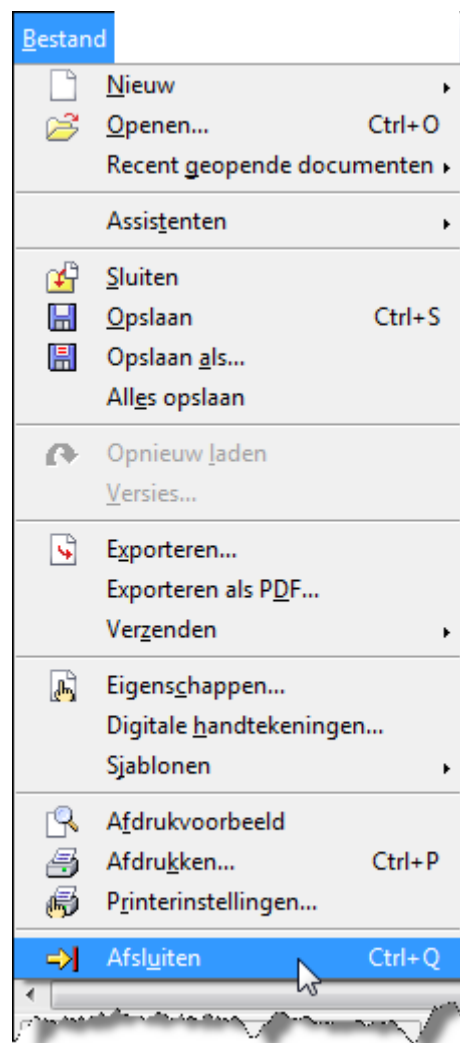 Bestand
Nieuw
Openen... Ctrl+O
Recent geopende documenten
Assistenten
Sluiten
Opslaan Ctrl+S
Opslaan als...
Alles opslaan
Opnieuw laden
Versies...
Exporteren...
Exporteren als PDF...
Verzenden
Eigenschappen...
Digitale handtekeningen...
Sjablonen
Afdrukvoorbeeld
Afdrukken... Ctrl+P
Printerinstellingen...
Afsluiten Ctrl+Q